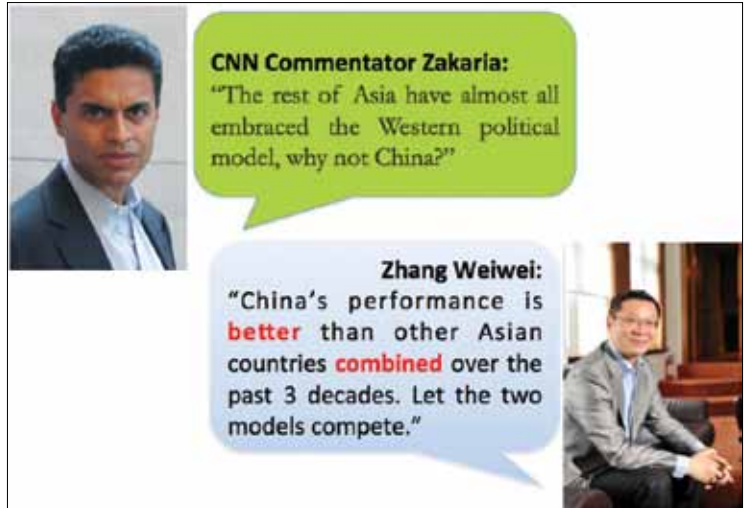 CNN Commentator Zakaria:
“The rest of Asia have almost all
embraced the Western political
model, why not China?”
Zhang Weiwei:
“China’s performance is
better than other Asian
countries combined over the
past 3 decades. Let the two
models compete.”